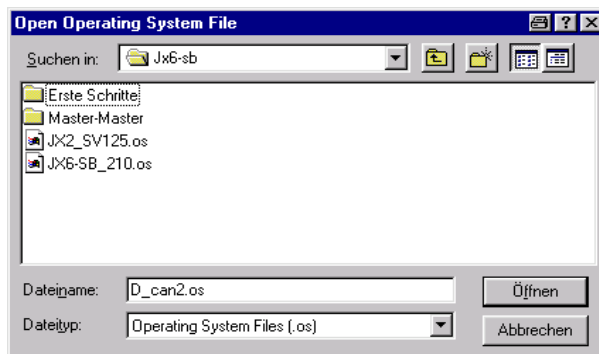 Open Operating System File
Suchen in: Jx6-sb
Erste Schritte
Master-Master
JX2_SV125.os
JX6-SB_210.os
Dateiname: D_can2.os Öffnen
Dateityp: Operating System Files (.os) Abbrechen